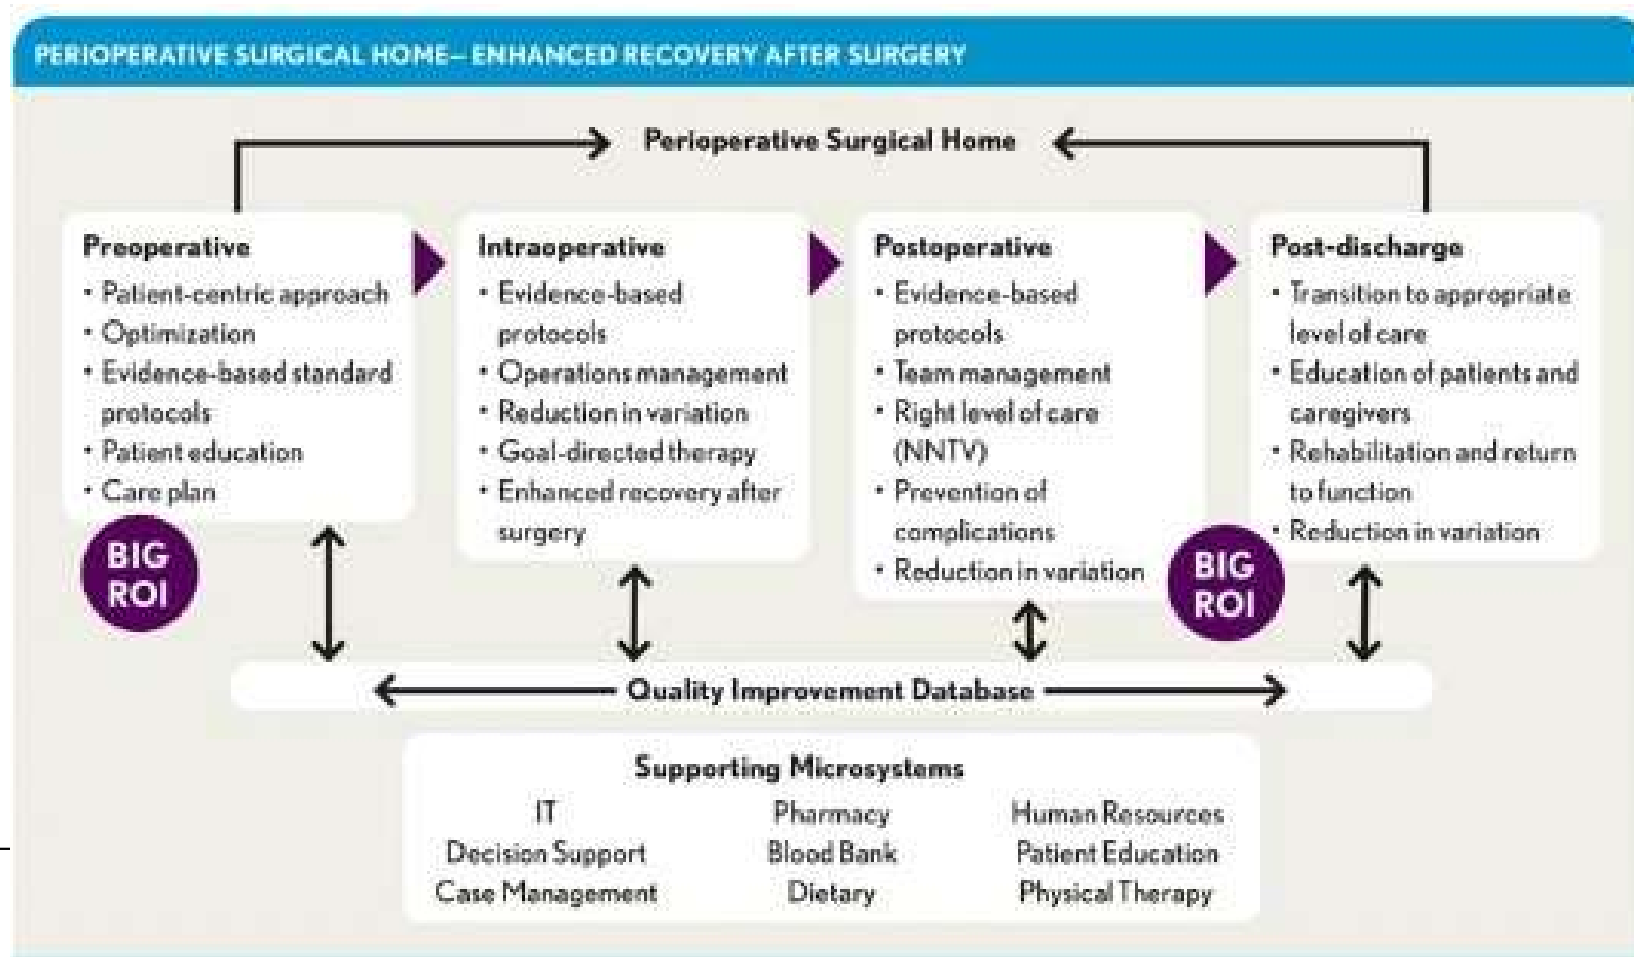 PERIOPERATIVE SURGICAL HOME– ENHANCED RECOVERY AFTER SURGERY
Perioperative Surgical Home
Preoperative
• Patient-centric approach
• Optimization
• Evidence-based standard
protocols
• Patient education
• Care plan
BIG
ROI
Intraoperative
• Evidence-based
protocols
• Operations management
• Reduction in variation
• Goal-directed therapy
• Enhanced recovery after
surgery
Postoperative
• Evidence-based
protocols
• Team management
• Right level of care
(NNTV)
• Prevention of
complications
• Reduction in variation
BIG
ROI
Post-discharge
• Transition to appropriate
level of care
• Education of patients and
caregivers
• Rehabilitation and return
to function
• Reduction in variation
Quality Improvement Database
Supporting Microsystems
IT
Decision Support
Case Management
Pharmacy
Blood Bank
Dietary
Human Resources
Patient Education
Physical Therapy